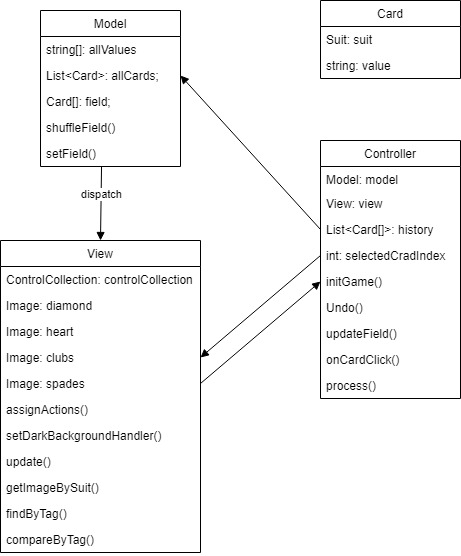 Model
string[]: allValues
List<Card>: allCards;
Card[]: field;
shuffleField()
setField()
Card
Suit: suit
string: value
dispatch
Controller
Model: model
View: view
List<Card[]>: history
int: selectedCradIndex
initGame()
Undo()
updateField()
onCardClick()
process()
View
ControlCollection: controlCollection
Image: diamond
Image: heart
Image: clubs
Image: spades
assignActions()
setDarkBackgroundHandler()
update()
getImageBySuit()
findByTag()
compareByTag()